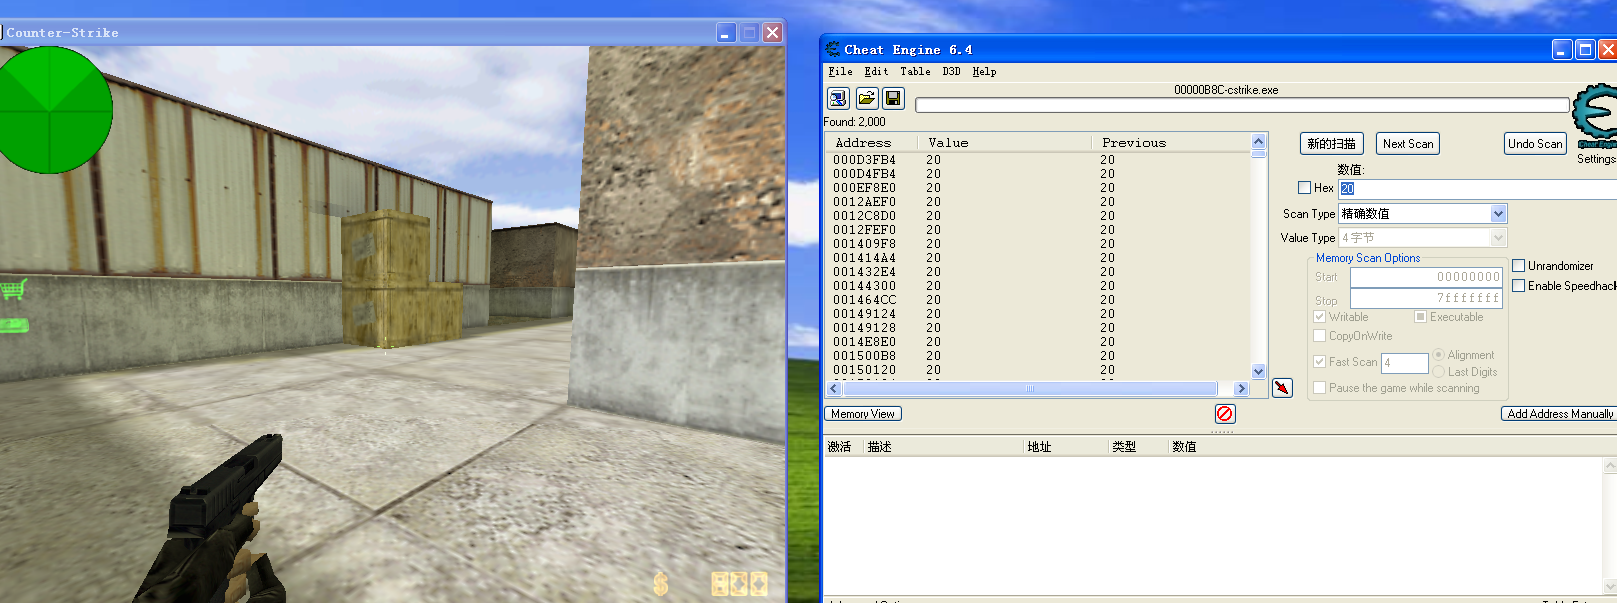 Counter-Strike
Cheat Engine 6.4
File Edit Table D3D Help
00000B8C-cstrike.exe
Found: 2,000
Address Value Previous
000D3FB4 20 20
000D4FB4 20 20
000EF8E0 20 20
0012AEF0 20 20
0012C8D0 20 20
0012FEF0 20 20
001409F8 20 20
001414A4 20 20
001432E4 20 20
00144300 20 20
001464CC 20 20
00149124 20 20
00149128 20 20
0014E8E0 20 20
001500B8 20 20
00150120 20 20
新的扫描 Next Scan Undo Scan
Cheat Engine
Settings
数值:
Hex 20
Scan Type 精确数值
Value Type 4 字节
Memory Scan Options
Start 00000000
Stop 7fffffff
Writable Executable
CopyOnWrite
Fast Scan 4 Alignment
Last Digits
Pause the game while scanning
Unrandomizer
Enable Speedhack
Memory View
Add Address Manually
激活 描述 地址 类型 数值
$